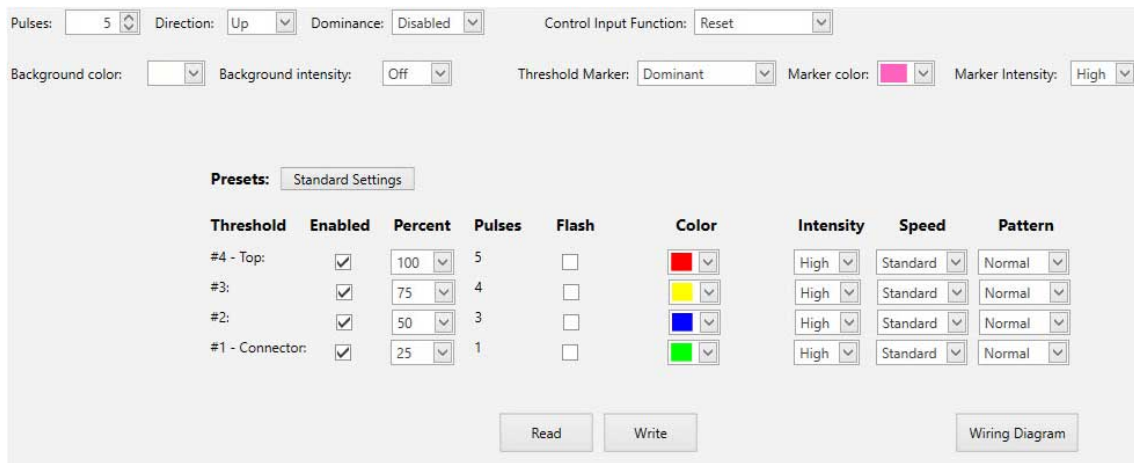 Pulses: 5 Direction: Up Dominance: Disabled Control Input Function: Reset
Background color: Background intensity: Off Threshold Marker: Dominant Marker color: Marker Intensity: High
Presets: Standard Settings
Threshold Enabled Percent Pulses Flash Color Intensity Speed Pattern
#4 - Top: 100 5 High Standard Normal
#3: 75 4 High Standard Normal
#2: 50 3 High Standard Normal
#1 - Connector: 25 1 High Standard Normal
Read Write Wiring Diagram